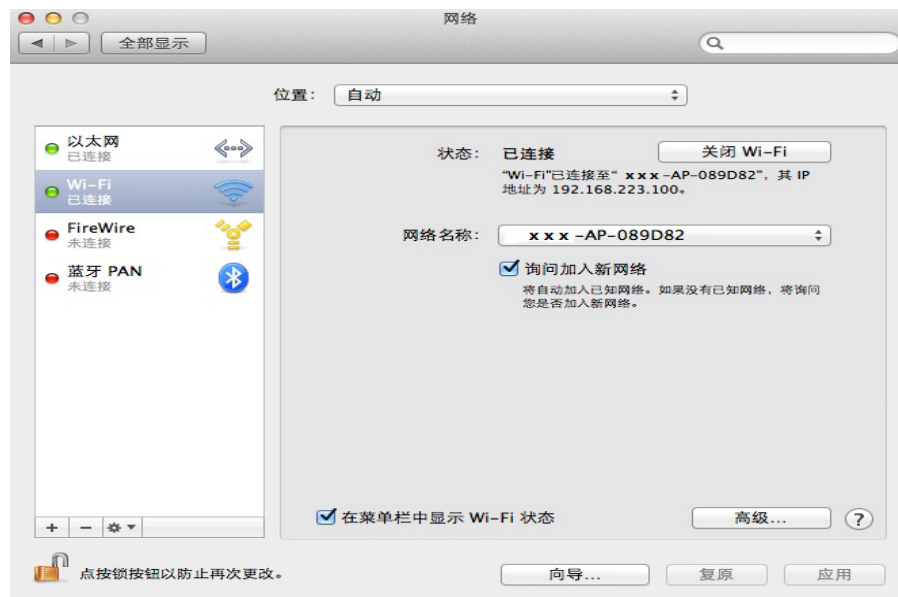 网络
全部显示
位置： 自动
以太网
已连接
Wi-Fi
已连接
FireWire
未连接
蓝牙 PAN
未连接
状态： 已连接 关闭 Wi-Fi
“Wi-Fi”已连接至“ xxx-AP-089D82”，其 IP
地址为 192.168.223.100。
网络名称： xxx-AP-089D82
询问加入新网络
将自动加入已知网络。如果没有已知网络，将询问
您是否加入新网络。
在菜单栏中显示 Wi-Fi 状态 高级... ?
点按锁按钮以防止再次更改。 向导... 复原 应用